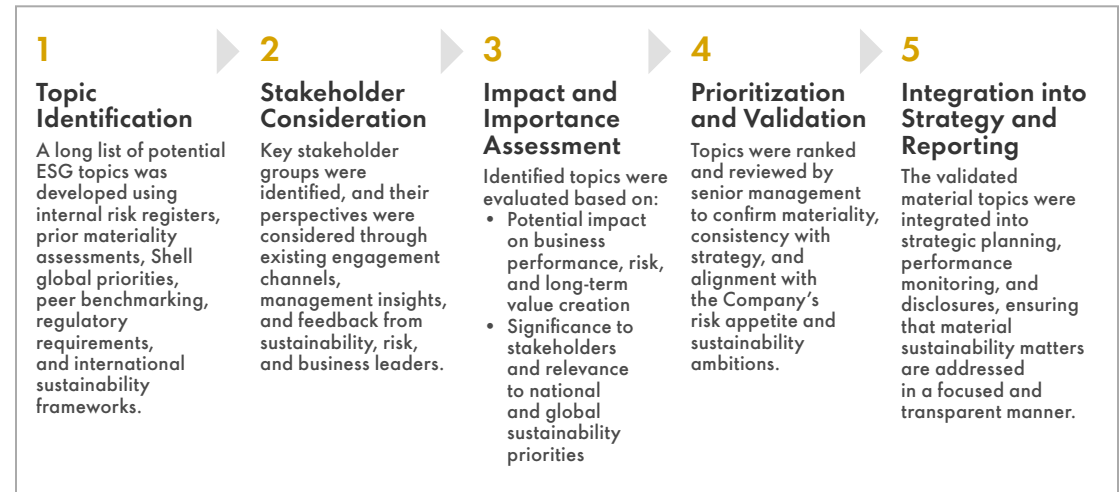 1
Topic
Identification
A long list of potential
ESG topics was
developed using
internal risk registers,
prior materiality
assessments, Shell
global priorities,
peer benchmarking,
regulatory
requirements,
and international
sustainability
frameworks.
2
Stakeholder
Consideration
Key stakeholder
groups were
identified, and their
perspectives were
considered through
existing engagement
channels,
management insights,
and feedback from
sustainability, risk,
and business leaders.
3
Impact and
Importance
Assessment
Identified topics were
evaluated based on:
• Potential impact
on business
performance, risk,
and long-term
value creation
• Significance to
stakeholders
and relevance
to national
and global
sustainability
priorities
4
Prioritization
and Validation
Topics were ranked
and reviewed by
senior management
to confirm materiality,
consistency with
strategy, and
alignment with
the Company's
risk appetite and
sustainability
ambitions.
5
Integration into
Strategy and
Reporting
The validated
material topics were
integrated into
strategic planning,
performance
monitoring, and
disclosures, ensuring
that material
sustainability matters
are addressed
in a focused and
transparent manner.